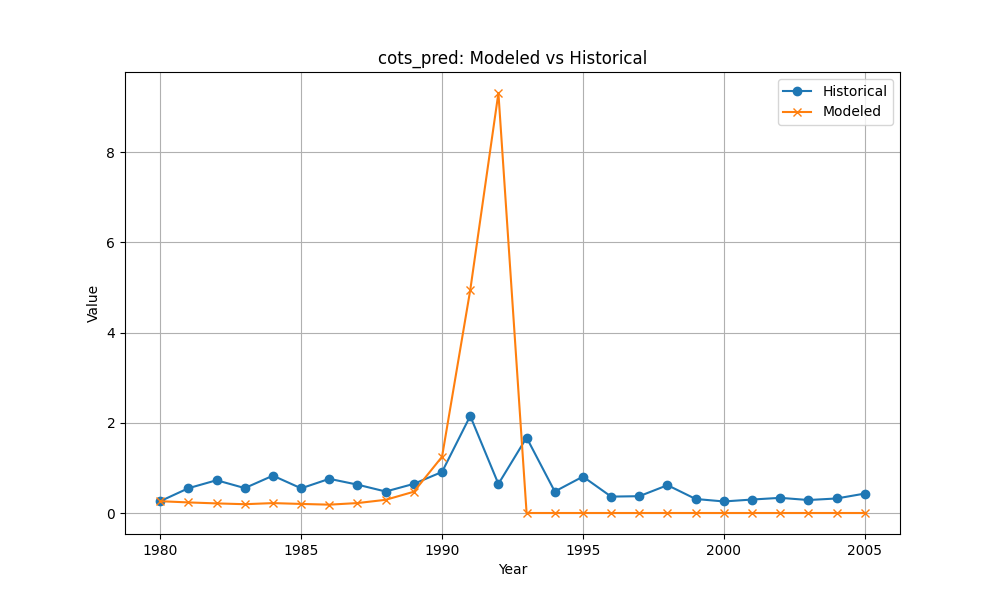 cots_pred: Modeled vs Historical
Historical
Modeled
Value
8
6
4
2
0
1980
1985
1990
1995
2000
2005
Year